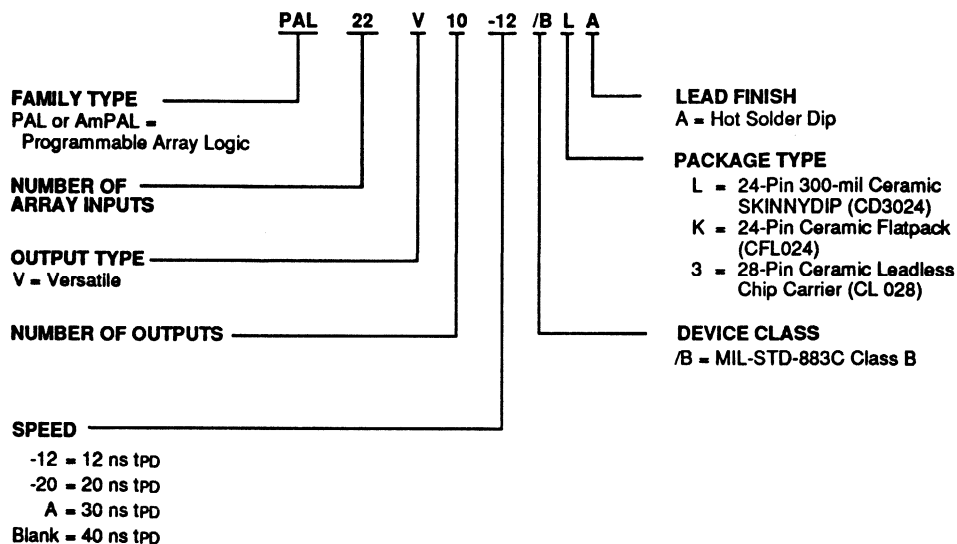 PAL 22 V 10 -12 /B L A
FAMILY TYPE
PAL or AmPAL =
Programmable Array Logic
NUMBER OF
ARRAY INPUTS
OUTPUT TYPE
V = Versatile
NUMBER OF OUTPUTS
SPEED
-12 = 12 ns tPD
-20 = 20 ns tPD
A = 30 ns tPD
Blank = 40 ns tPD
LEAD FINISH
A = Hot Solder Dip
PACKAGE TYPE
L = 24-Pin 300-mil Ceramic
SKINNYDIP (CD3024)
K = 24-Pin Ceramic Flatpack
(CFL024)
3 = 28-Pin Ceramic Leadless
Chip Carrier (CL 028)
DEVICE CLASS
/B = MIL-STD-883C Class B